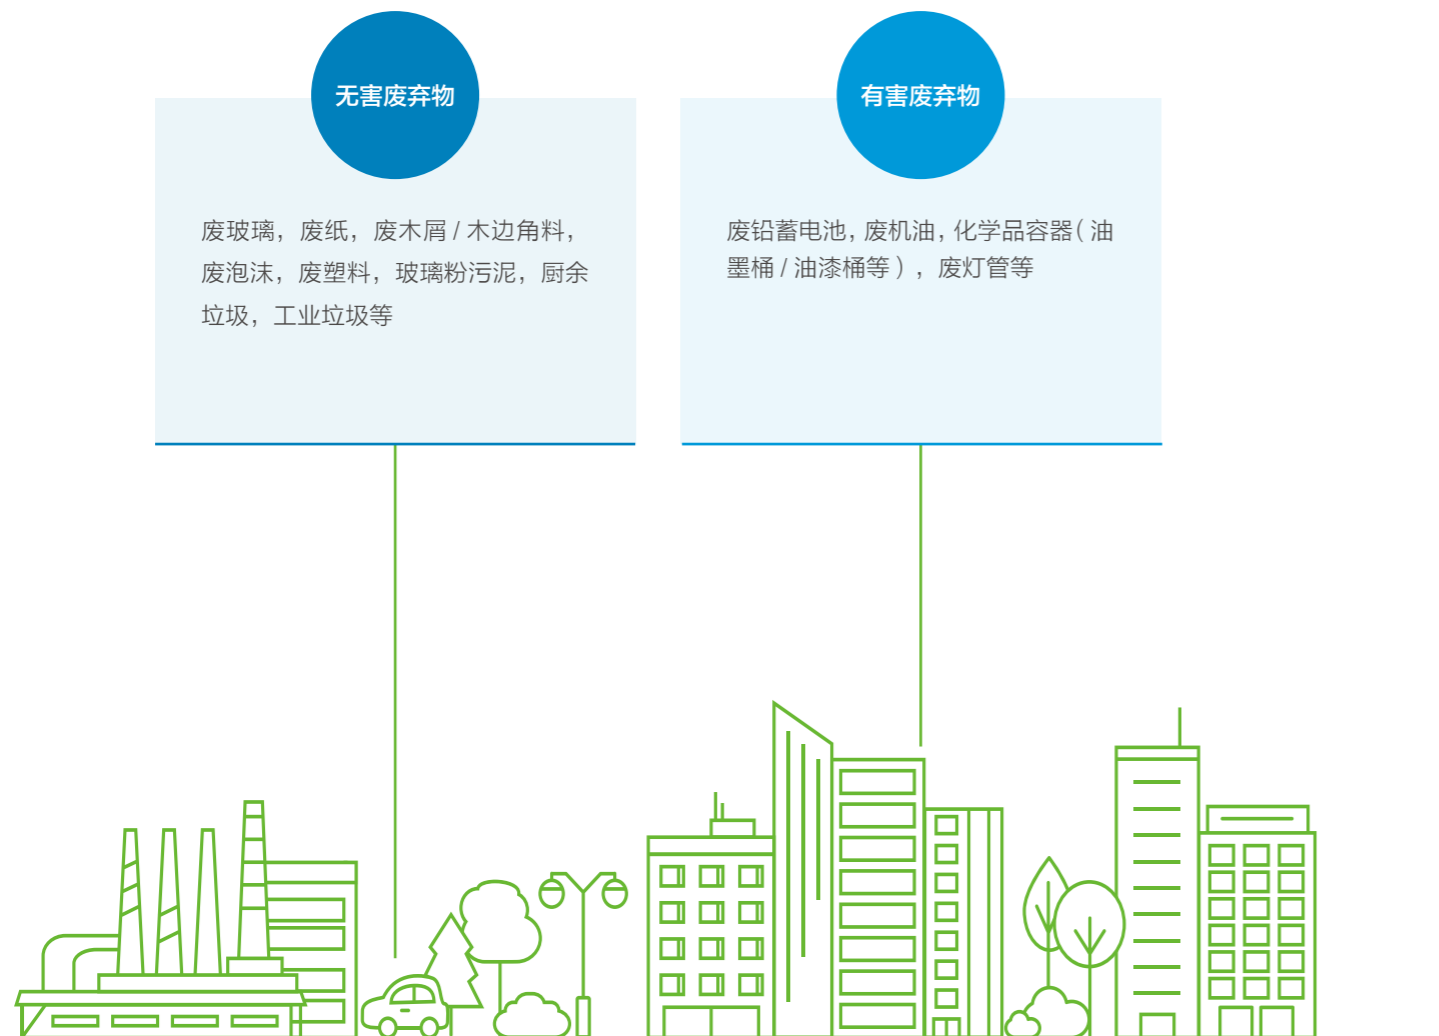 无害废弃物
废玻璃，废纸，废木屑 / 木边角料，
废泡沫，废塑料，玻璃粉污泥，厨余
垃圾，工业垃圾等
有害废弃物
废铅蓄电池，废机油，化学品容器（ 油
墨桶 / 油漆桶等 ），废灯管等